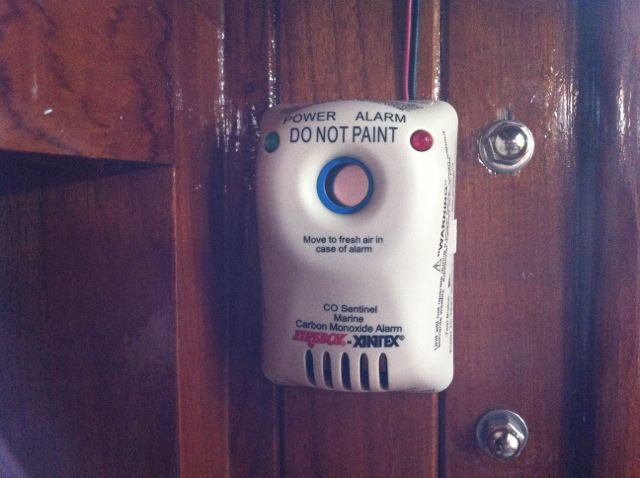 POWER ALARM
DO NOT PAINT
Move to fresh air in
case of alarm
CO Sentinel
Marine
Carbon Monoxide Alarm
FIREBOY - XINTEX
"WARNING"